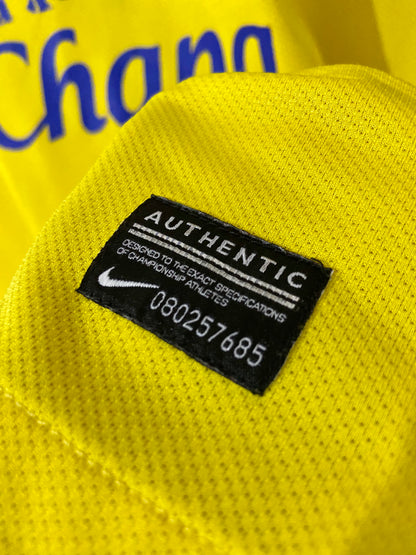 Chang
AUTHENTIC
DESIGNED TO THE EXACT SPECIFICATIONS
OF CHAMPIONSHIP ATHLETES
080257685